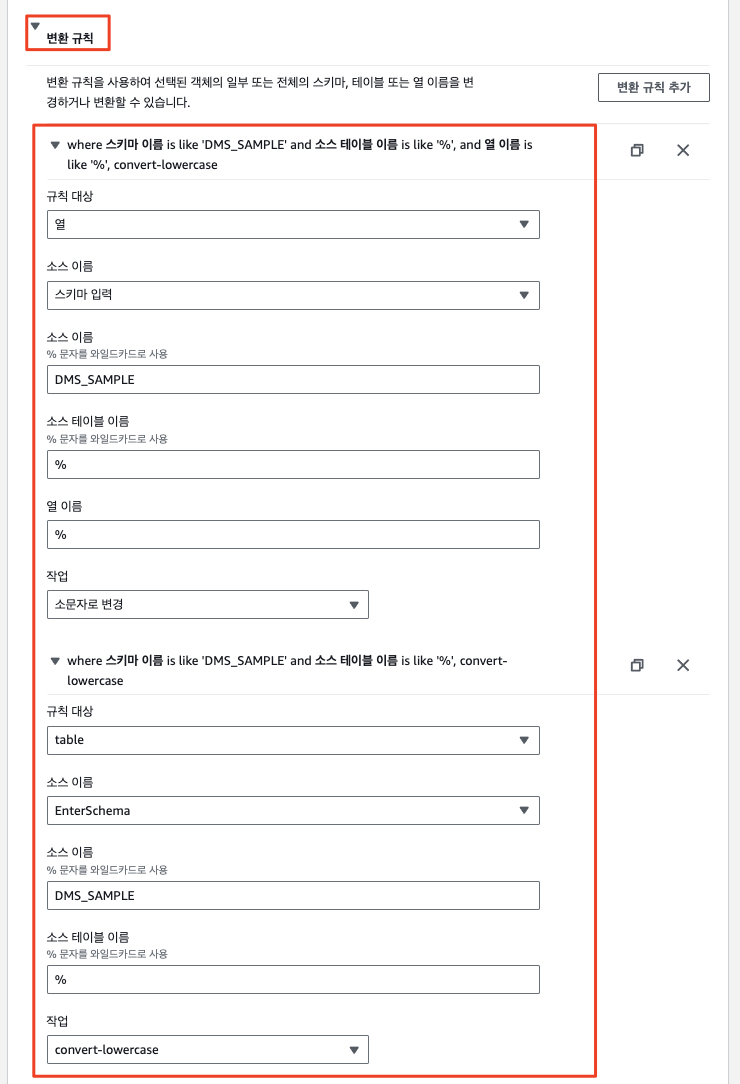 변환 규칙
변환 규칙을 사용하여 선택된 객체의 일부 또는 전체의 스키마, 테이블 또는 열 이름을 변
경하거나 변환할 수 있습니다.
변환 규칙 추가
where 스키마 이름 is like 'DMS_SAMPLE' and 소스 테이블 이름 is like '%', and 열 이름 is
like '%', convert-lowercase
규칙 대상
열
소스 이름
스키마 입력
소스 이름
% 문자를 와일드카드로 사용
DMS_SAMPLE
소스 테이블 이름
% 문자를 와일드카드로 사용
%
열 이름
%
작업
소문자로 변경
where 스키마 이름 is like 'DMS_SAMPLE' and 소스 테이블 이름 is like '%', convert-
lowercase
규칙 대상
table
소스 이름
EnterSchema
소스 이름
% 문자를 와일드카드로 사용
DMS_SAMPLE
소스 테이블 이름
% 문자를 와일드카드로 사용
%
작업
convert-lowercase